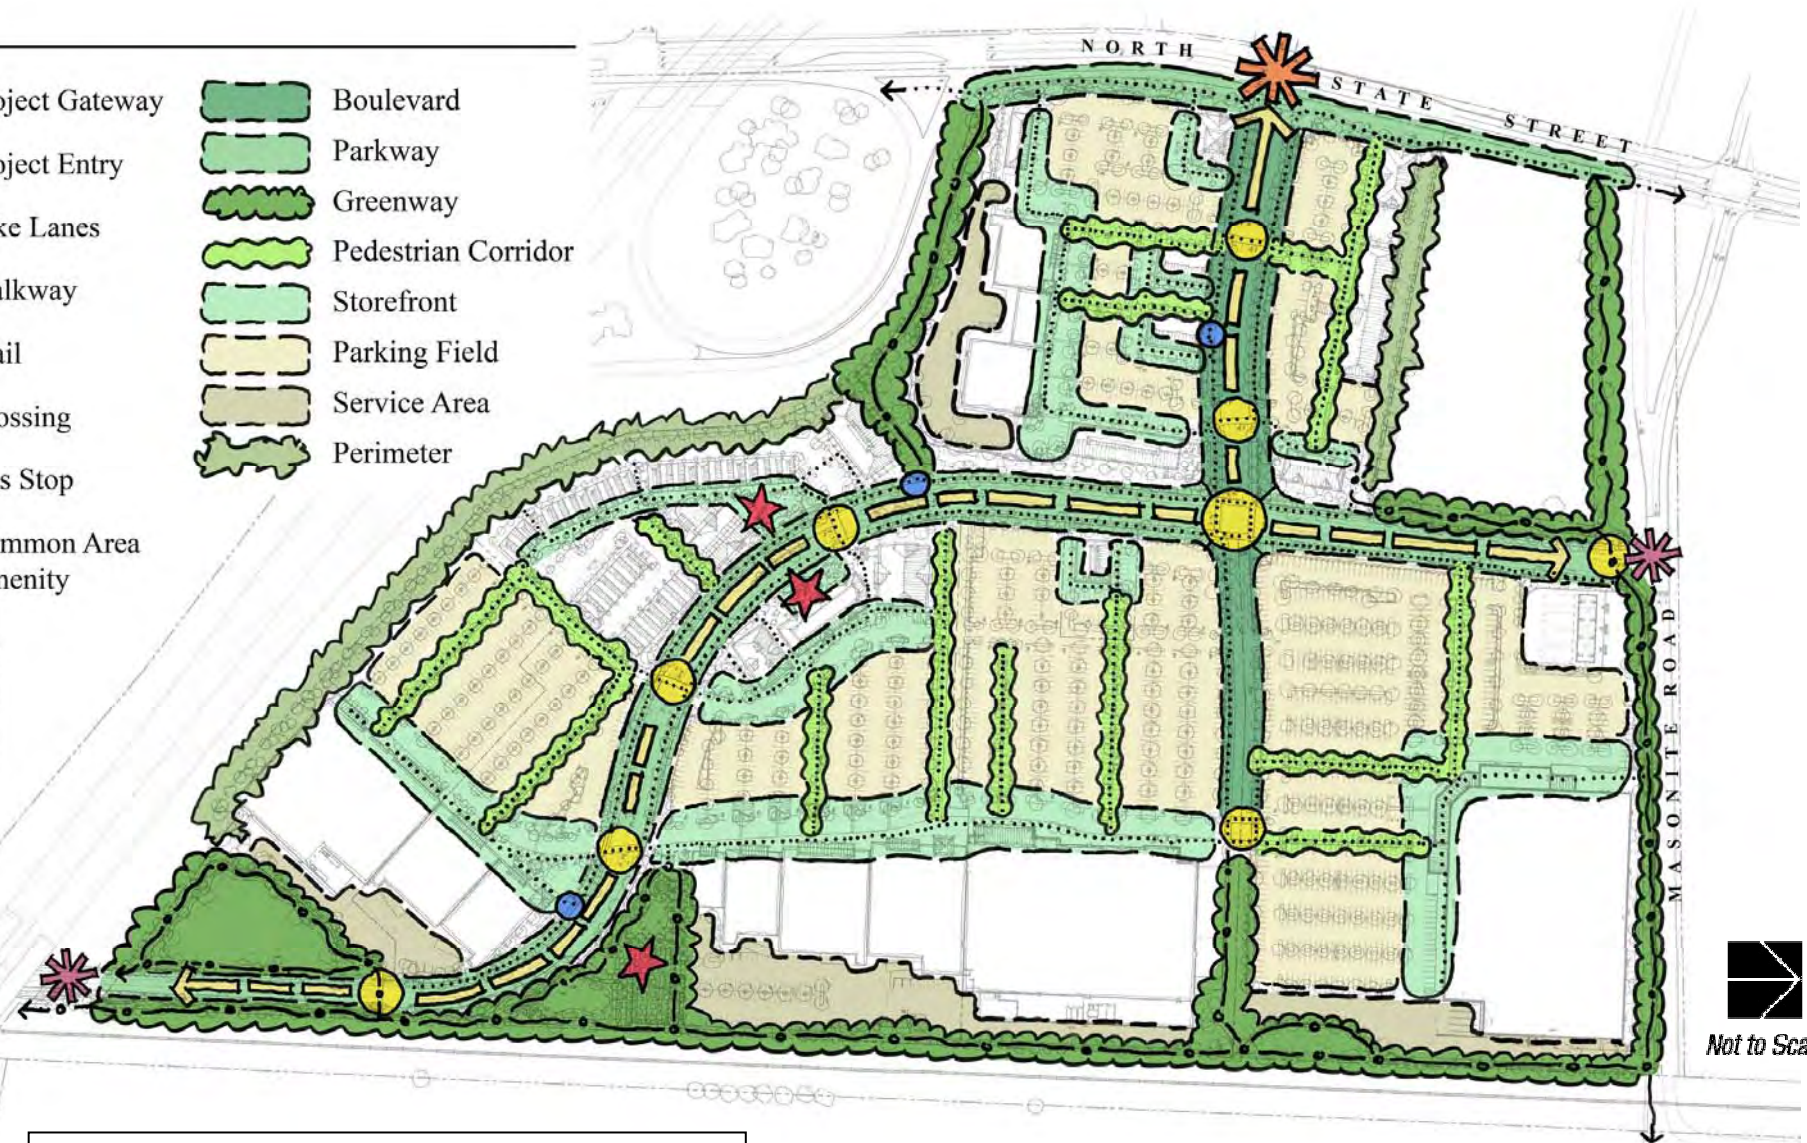 oject Gateway
oject Entry
ke Lanes
alkway
ail
ossing
s Stop
mmon Area
nenity
Boulevard
Parkway
Greenway
Pedestrian Corridor
Storefront
Parking Field
Service Area
Perimeter
NORTH STATE STREET
MASONITE ROAD
Not to Sca